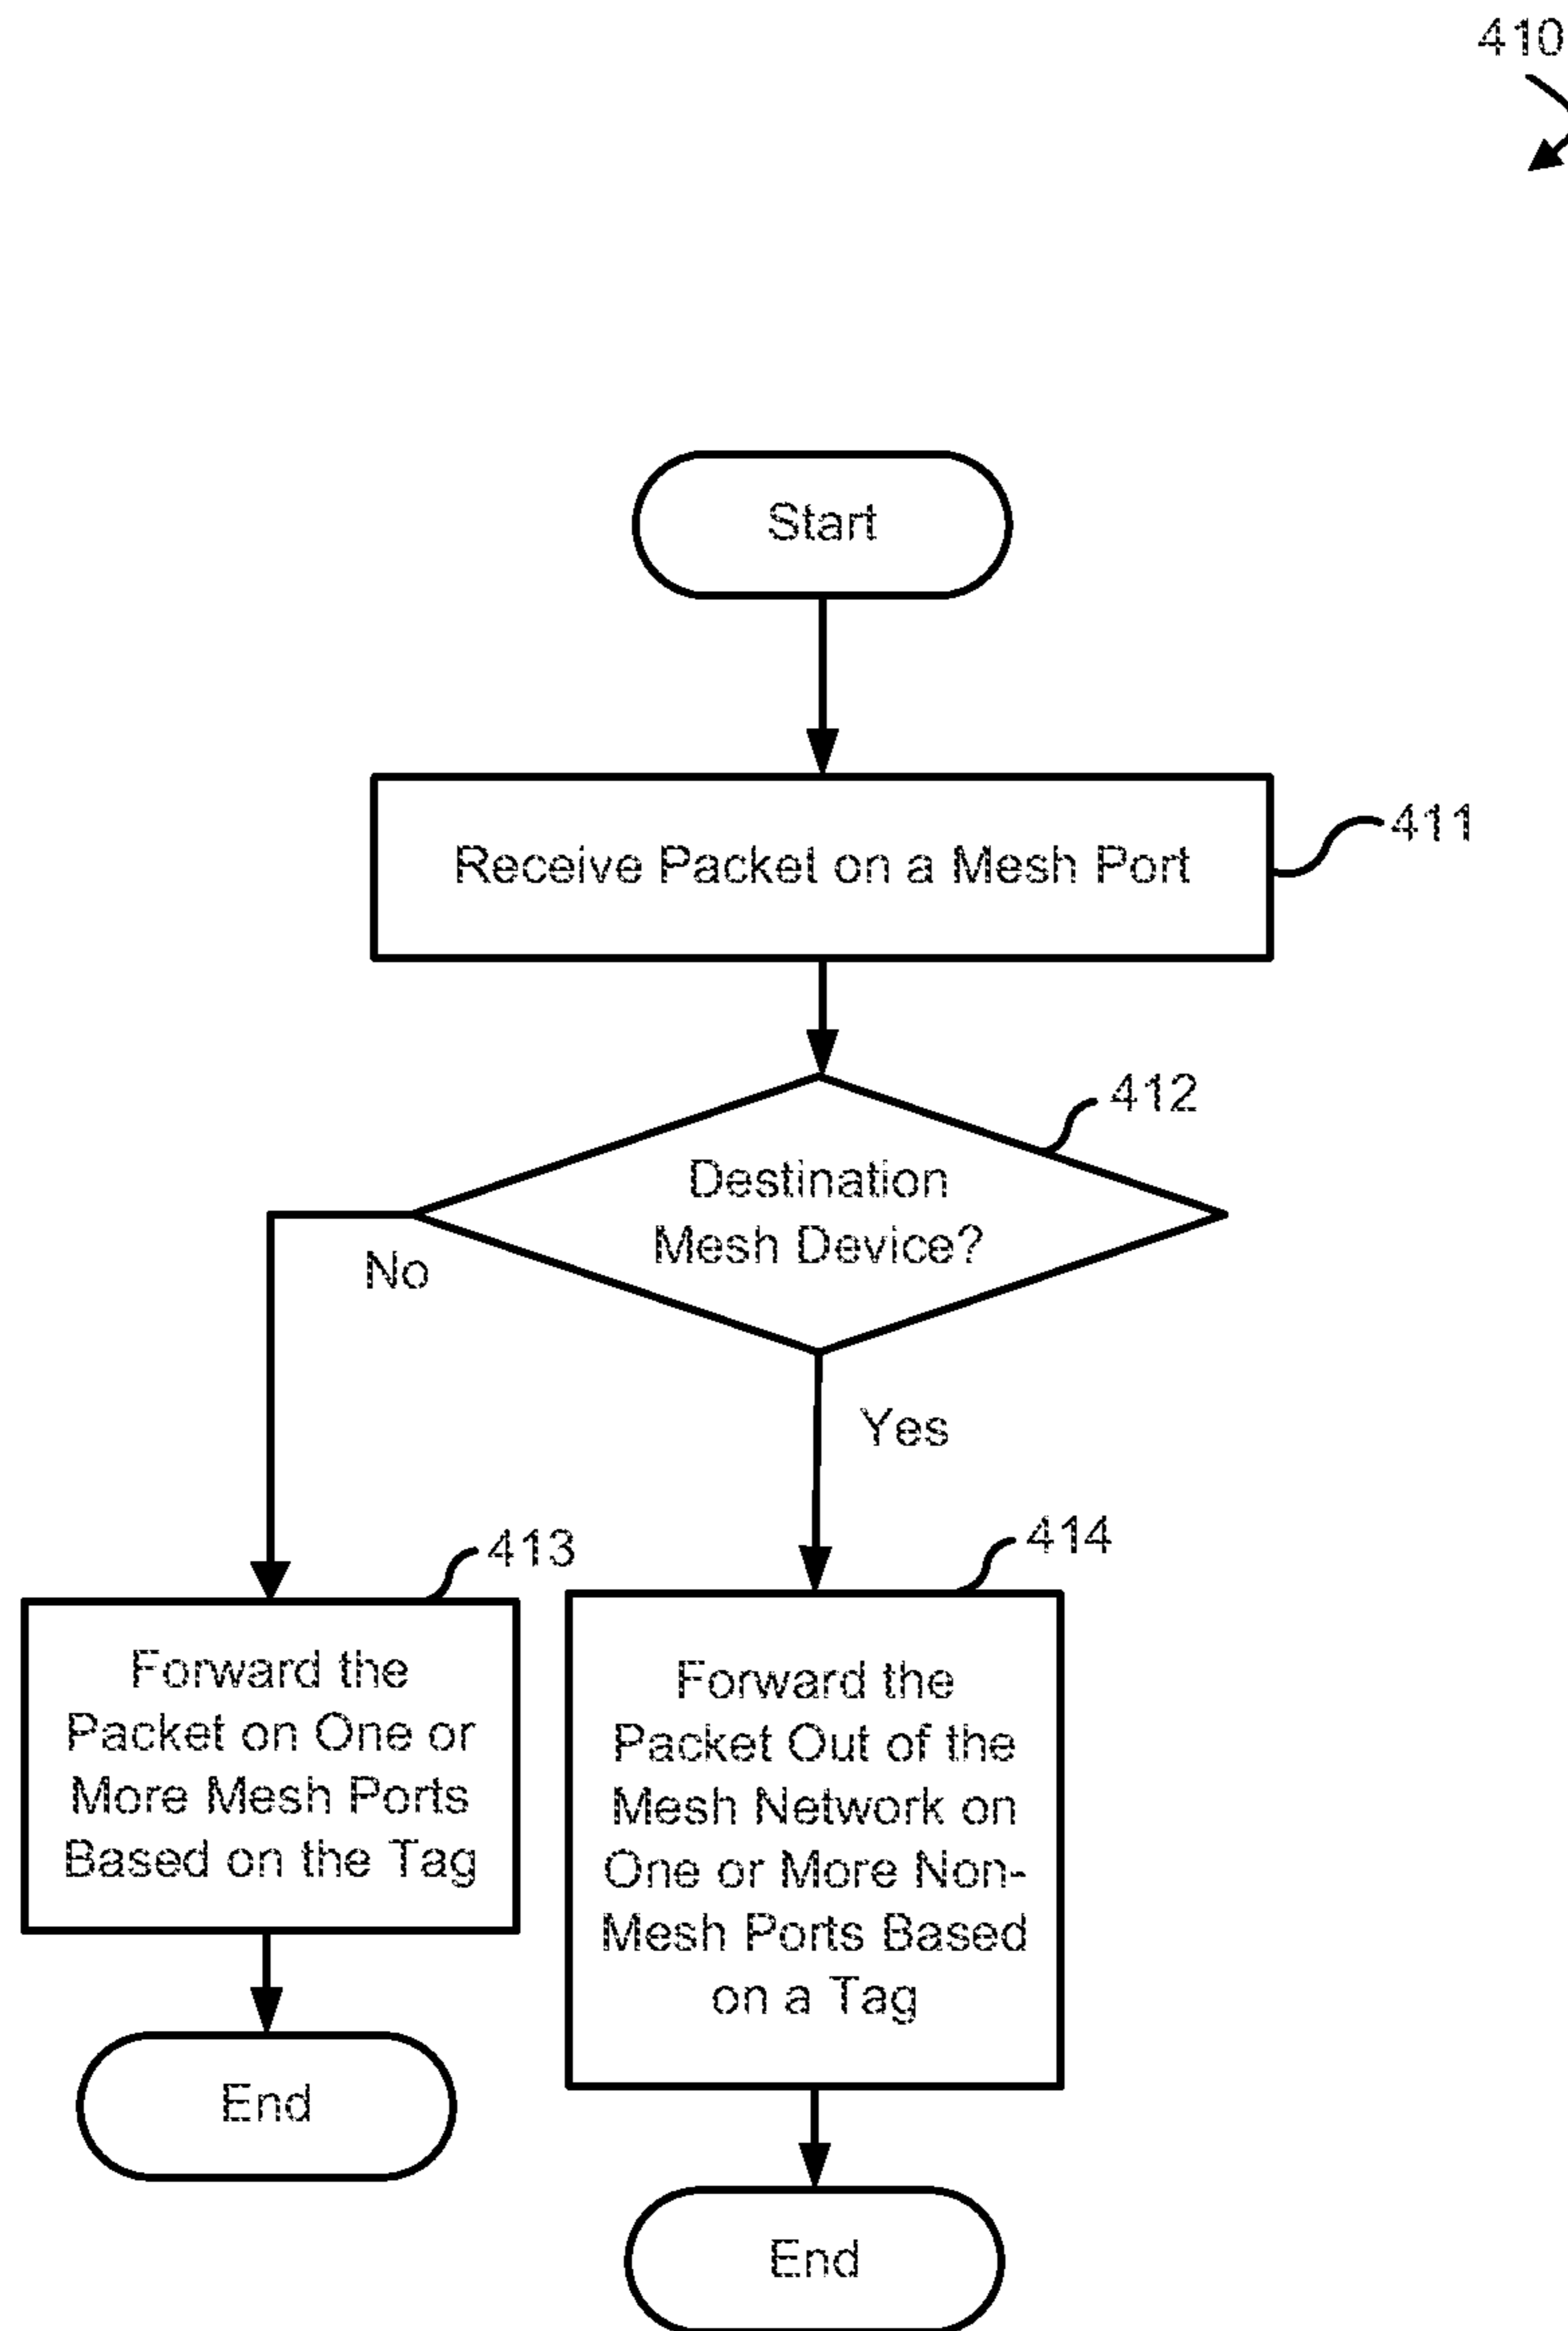 410
Start
Receive Packet on a Mesh Port
411
412
Destination
Mesh Device?
No
Yes
413
414
Forward the
Packet on One or
More Mesh Ports
Based on the Tag
Forward the
Packet Out of the
Mesh Network on
One or More Non-
Mesh Ports Based
on a Tag
End
End